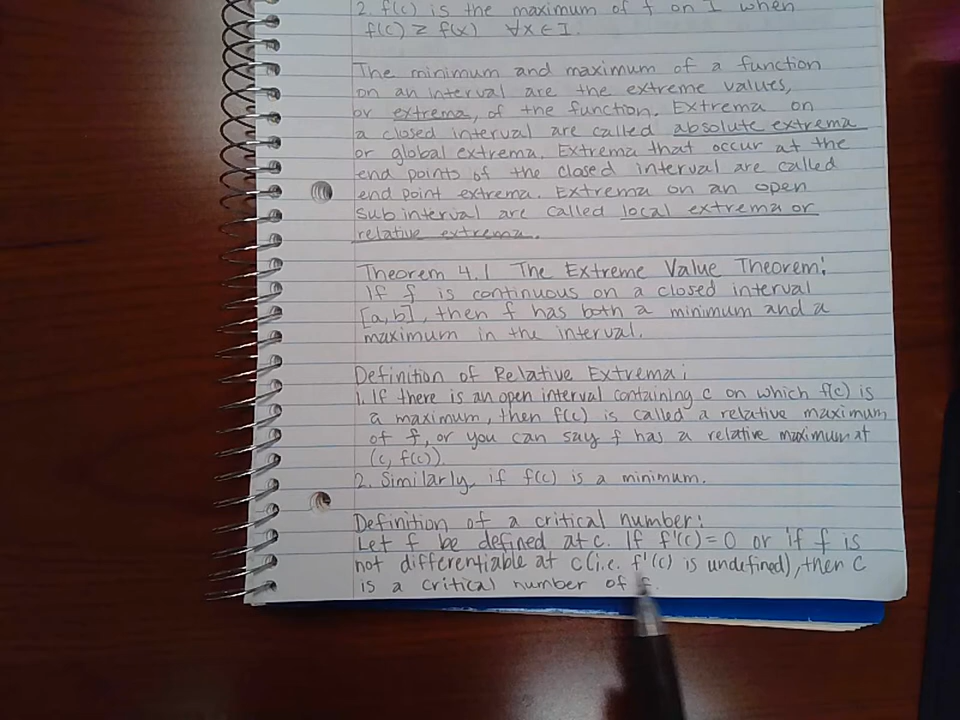 2. f(c) is the maximum of f on I when
f(c) ≥ f(x) ∀x ∈ I.
The minimum and maximum of a function
on an interval are the extreme values,
or extrema, of the function. Extrema on
a closed interval are called absolute extrema
or global extrema. Extrema that occur at the
end points of the closed interval are called
end point extrema. Extrema on an open
subinterval are called local extrema or
relative extrema.
Theorem 4.1 The Extreme Value Theorem:
If f is continuous on a closed interval
[a,b], then f has both a minimum and a
maximum in the interval.
Definition of Relative Extrema:
1. If there is an open interval containing c on which f(c) is
a maximum, then f(c) is called a relative maximum
of f, or you can say f has a relative maximum at
(c, f(c)).
2. Similarly if f(c) is a minimum.
Definition of a critical number:
Let f be defined at c. If f'(c) = 0 or if f is
not differentiable at c (i.e. f'(c) is undefined), then c
is a critical number of f.